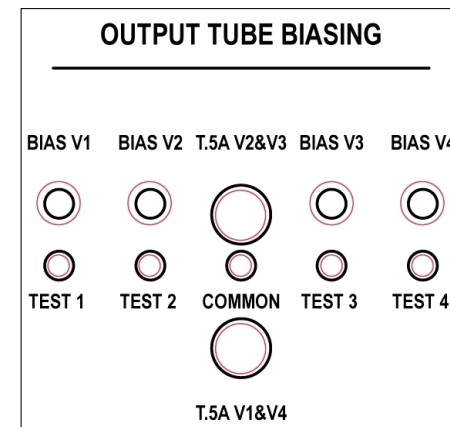 OUTPUT TUBE BIASING
BIAS V1 BIAS V2 T.5A V2&V3 BIAS V3 BIAS V4
TEST 1 TEST 2 COMMON TEST 3 TEST 4
T.5A V1&V4